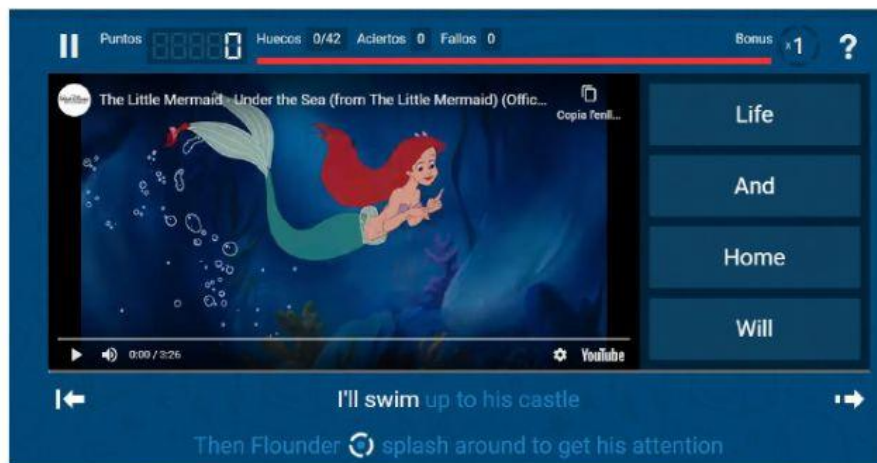 Puntos 0 Huecos 0/42 Aciertos 0 Fallos 0 Bonus x1 ?
The Little Mermaid - Under the Sea (from The Little Mermaid) (Offic...
Copia l'enll...
Life
And
Home
Will
0:00 / 3:26 YouTube
I'll swim up to his castle
Then Flounder splash around to get his attention